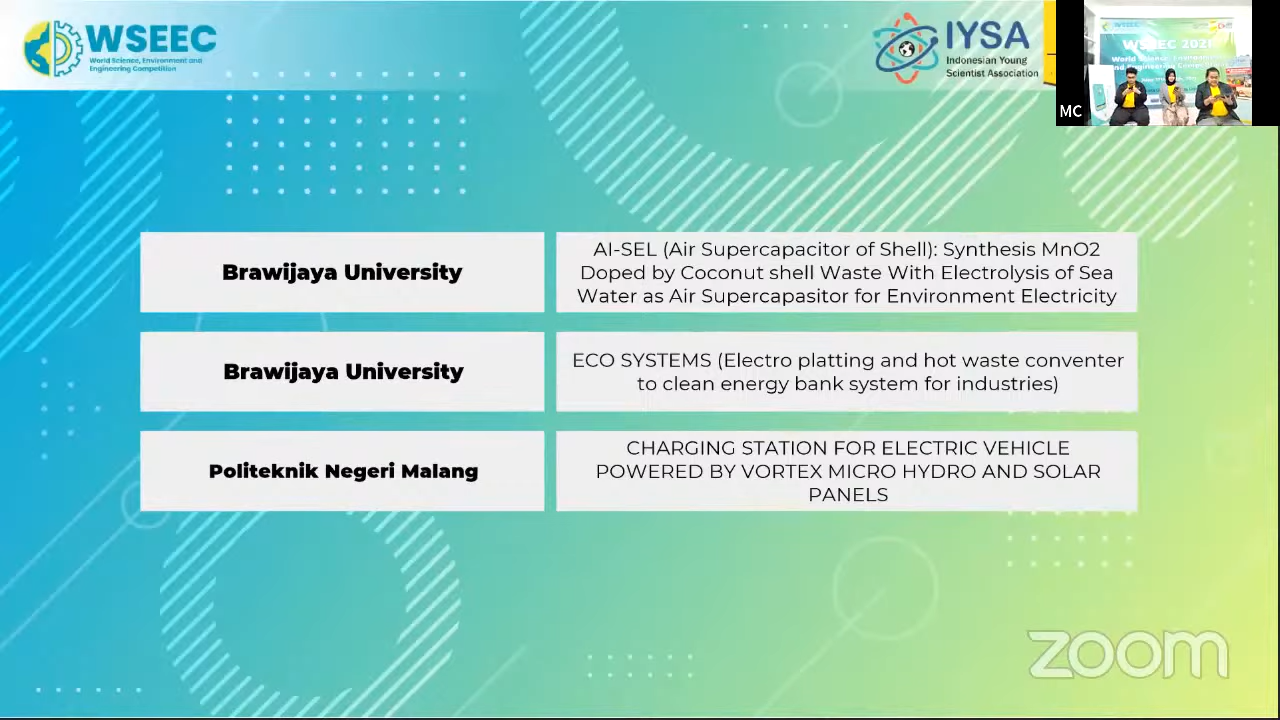 WSEEC
World Science, Environment and
Engineering Competition
IYSA
Indonesian Young
Scientist Association
WSEEC
WSEEC 2021
MC
Brawijaya University
AI-SEL (Air Supercapacitor of Shell): Synthesis MnO2
Doped by Coconut shell Waste With Electrolysis of Sea
Water as Air Supercapasitor for Environment Electricity
Brawijaya University
ECO SYSTEMS (Electro platting and hot waste conventer
to clean energy bank system for industries)
Politeknik Negeri Malang
CHARGING STATION FOR ELECTRIC VEHICLE
POWERED BY VORTEX MICRO HYDRO AND SOLAR
PANELS
zoom